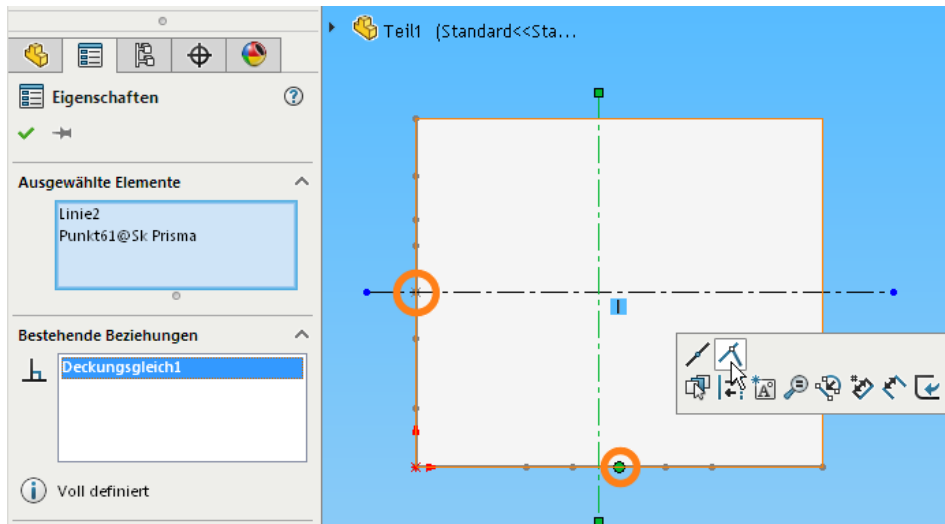 Teil1 (Standard<<Sta...
Eigenschaften
Ausgewählte Elemente
Linie2
Punkt61@Sk Prisma
Bestehende Beziehungen
Deckungsgleich1
Voll definiert